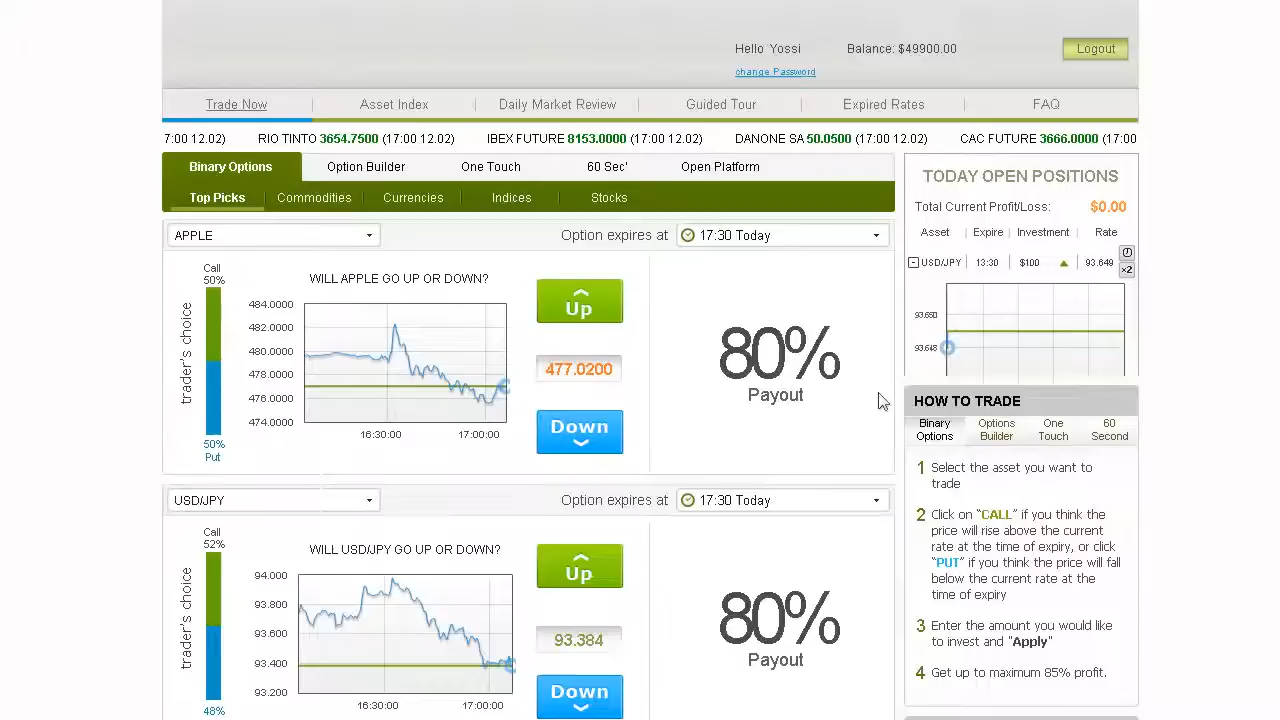 Hello Yossi Balance: $49900.00 Logout
change Password
Trade Now Asset Index Daily Market Review Guided Tour Expired Rates FAQ
7:00 12.02) RIO TINTO 3654.7500 (17:00 12.02) IBEX FUTURE 8153.0000 (17:00 12.02) DANONE SA 50.0500 (17:00 12.02) CAC FUTURE 3666.0000 (17:00
Binary Options Option Builder One Touch 60 Sec' Open Platform
Top Picks Commodities Currencies Indices Stocks
APPLE Option expires at 17:30 Today
Call
50%
trader's choice
50%
Put
WILL APPLE GO UP OR DOWN?
484.0000
482.0000
480.0000
478.0000
476.0000
474.0000
16:30:00 17:00:00
Up
477.0200
Down
80%
Payout
USD/JPY Option expires at 17:30 Today
Call
52%
trader's choice
48%
WILL USD/JPY GO UP OR DOWN?
94.000
93.800
93.600
93.400
93.200
16:30:00 17:00:00
Up
93.384
Down
80%
Payout
TODAY OPEN POSITIONS
Total Current Profit/Loss: $0.00
Asset Expire Investment Rate
USD/JPY 13:30 $100 93.649
x2
93.650
93.648
HOW TO TRADE
Binary Options
Options Builder
One Touch
60 Second
1 Select the asset you want to
trade
2 Click on "CALL" if you think the
price will rise above the current
rate at the time of expiry, or click
"PUT" if you think the price will fall
below the current rate at the
time of expiry
3 Enter the amount you would like
to invest and "Apply"
4 Get up to maximum 85% profit.